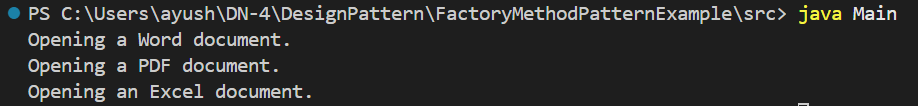 PS C:\Users\ayush\DN-4\DesignPattern\FactoryMethodPatternExample\src> java Main
Opening a Word document.
Opening a PDF document.
Opening an Excel document.